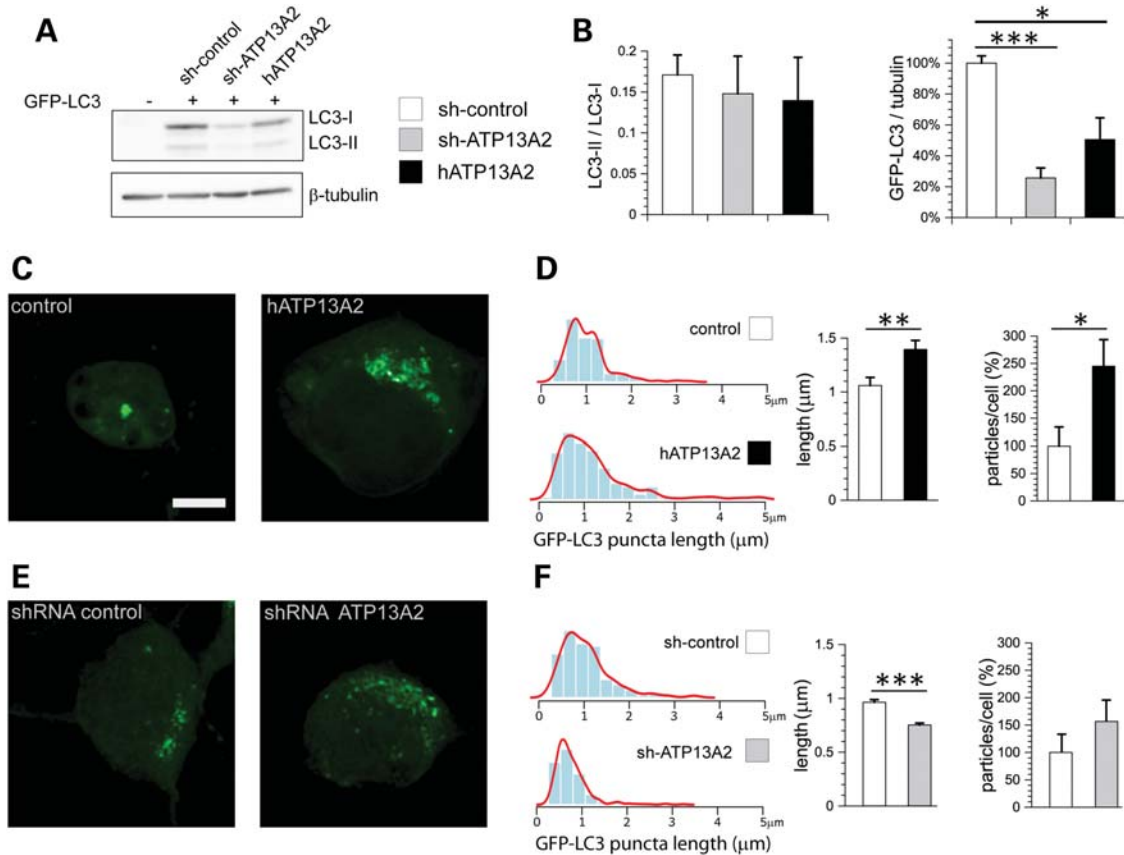 A
sh-control
sh-ATP13A2
hATP13A2
GFP-LC3 - + + +
LC3-I
LC3-II
β-tubulin
sh-control
sh-ATP13A2
hATP13A2
B
LC3-II / LC3-I
0.2
0.15
0.1
0.05
0
GFP-LC3 / tubulin
100%
80%
60%
40%
20%
0%
***
*
C
control
hATP13A2
D
control
0 1 2 3 4 5μm
hATP13A2
0 1 2 3 4 5μm
GFP-LC3 puncta length (μm)
length (μm)
1.5
1
0.5
0
**
particles/cell (%)
300
250
200
150
100
50
0
*
E
shRNA control
shRNA ATP13A2
F
sh-control
0 1 2 3 4 5μm
sh-ATP13A2
0 1 2 3 4 5μm
GFP-LC3 puncta length (μm)
length (μm)
1.5
1
0.5
0
***
particles/cell (%)
300
250
200
150
100
50
0